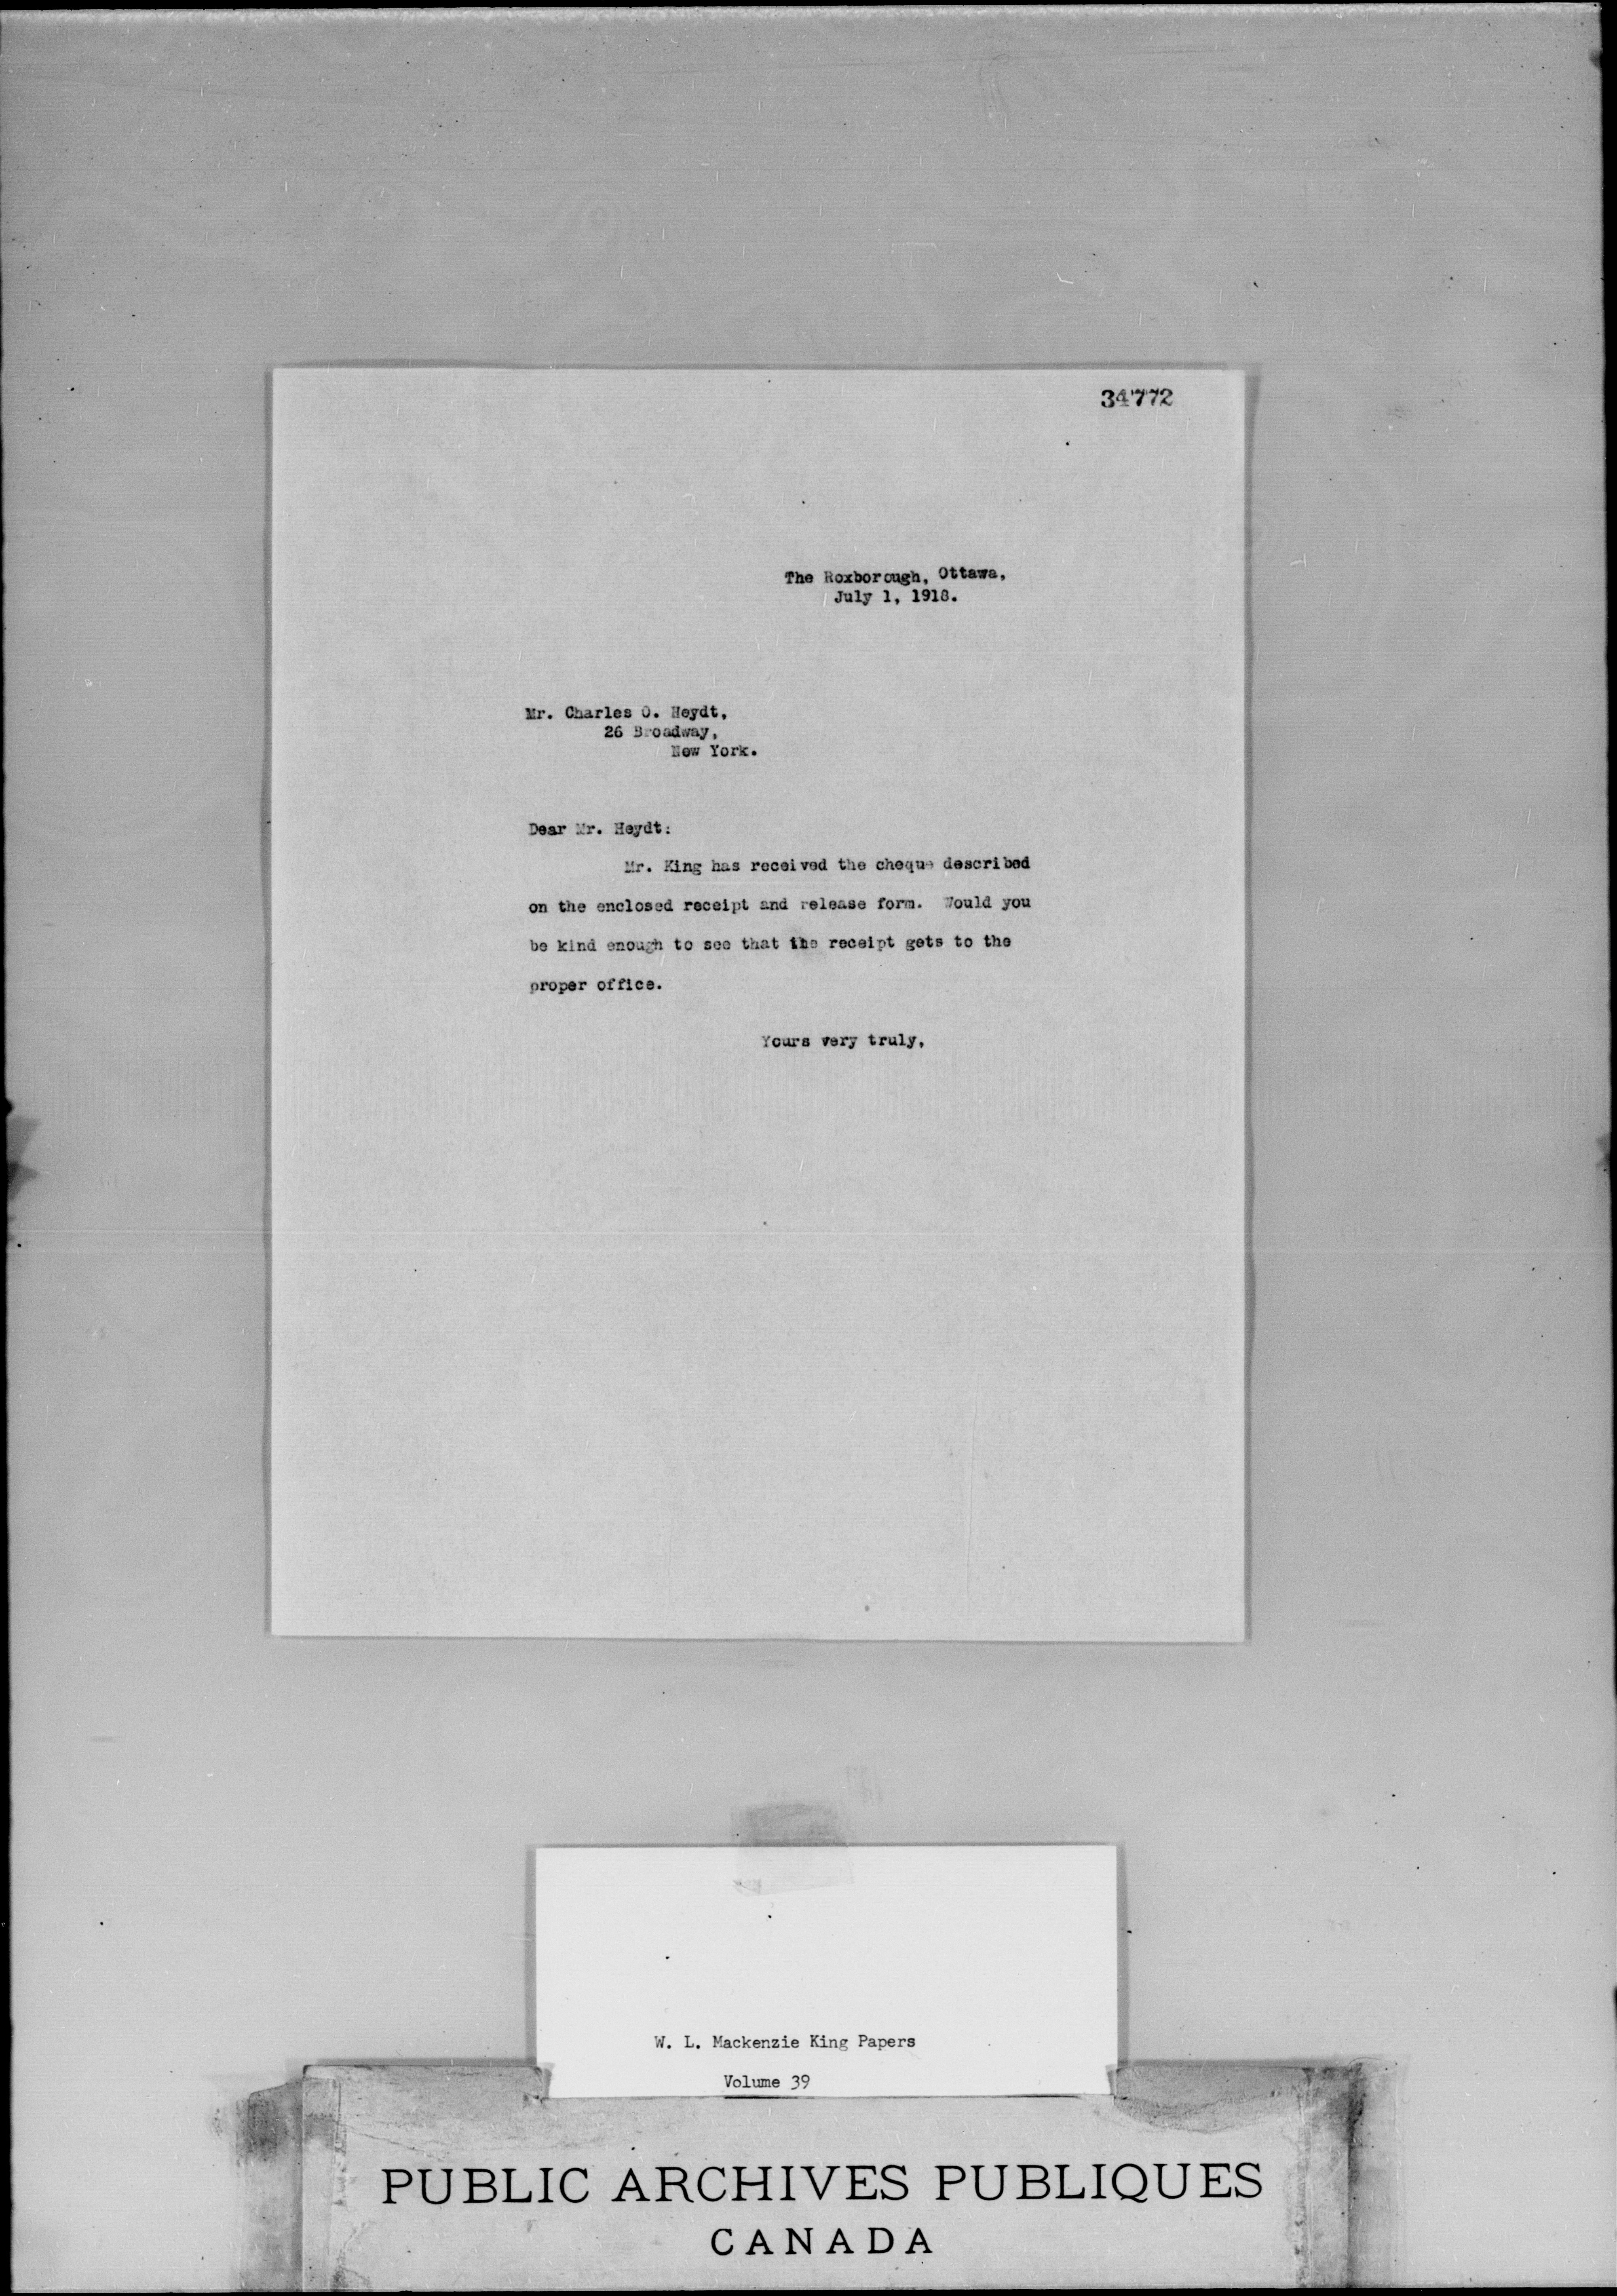 34772
The Roxborough, Ottawa,
July 1, 1918.
Mr. Charles O. Heydt,
26 Broadway,
New York.
Dear Mr. Heydt:
Mr. King has received the cheque described
on the enclosed receipt and release form. Would you
be kind enough to see that the receipt gets to the
proper office.
Yours very truly,
W. L. Mackenzie King Papers
Volume 39
PUBLIC ARCHIVES PUBLIQUES
CANADA